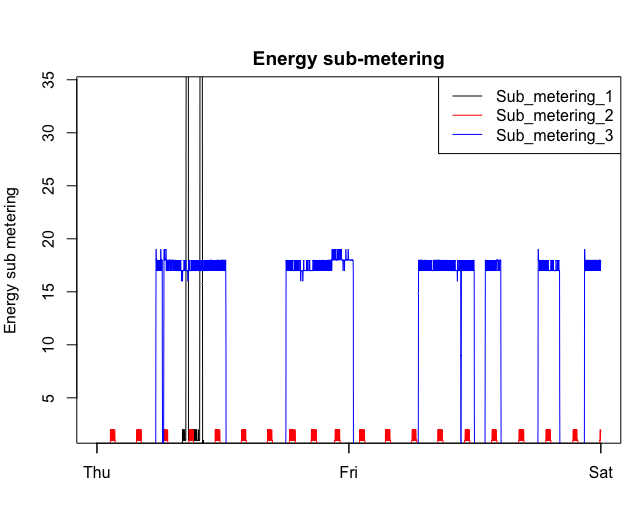 Energy sub-metering
Sub_metering_1
Sub_metering_2
Sub_metering_3
Energy sub metering
35
30
25
20
15
10
5
Thu
Fri
Sat